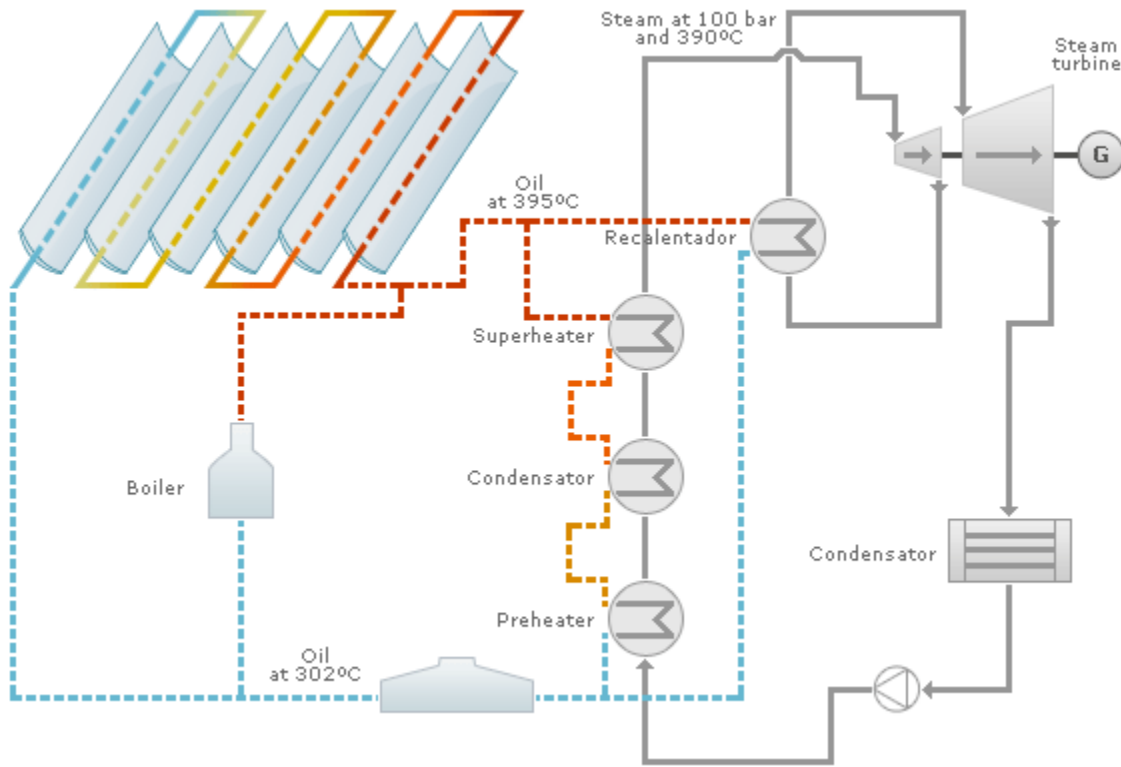 Steam at 100 bar
and 390ºC
Steam
turbine
G
Oil
at 395ºC
Recalentador
Superheater
Condensator
Boiler
Condensator
Preheater
Oil
at 302ºC